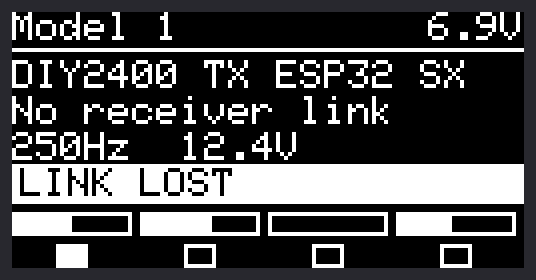 Model 1 6.9V
DIY2400 TX ESP32 SX
No receiver link
250Hz 12.4V
LINK LOST